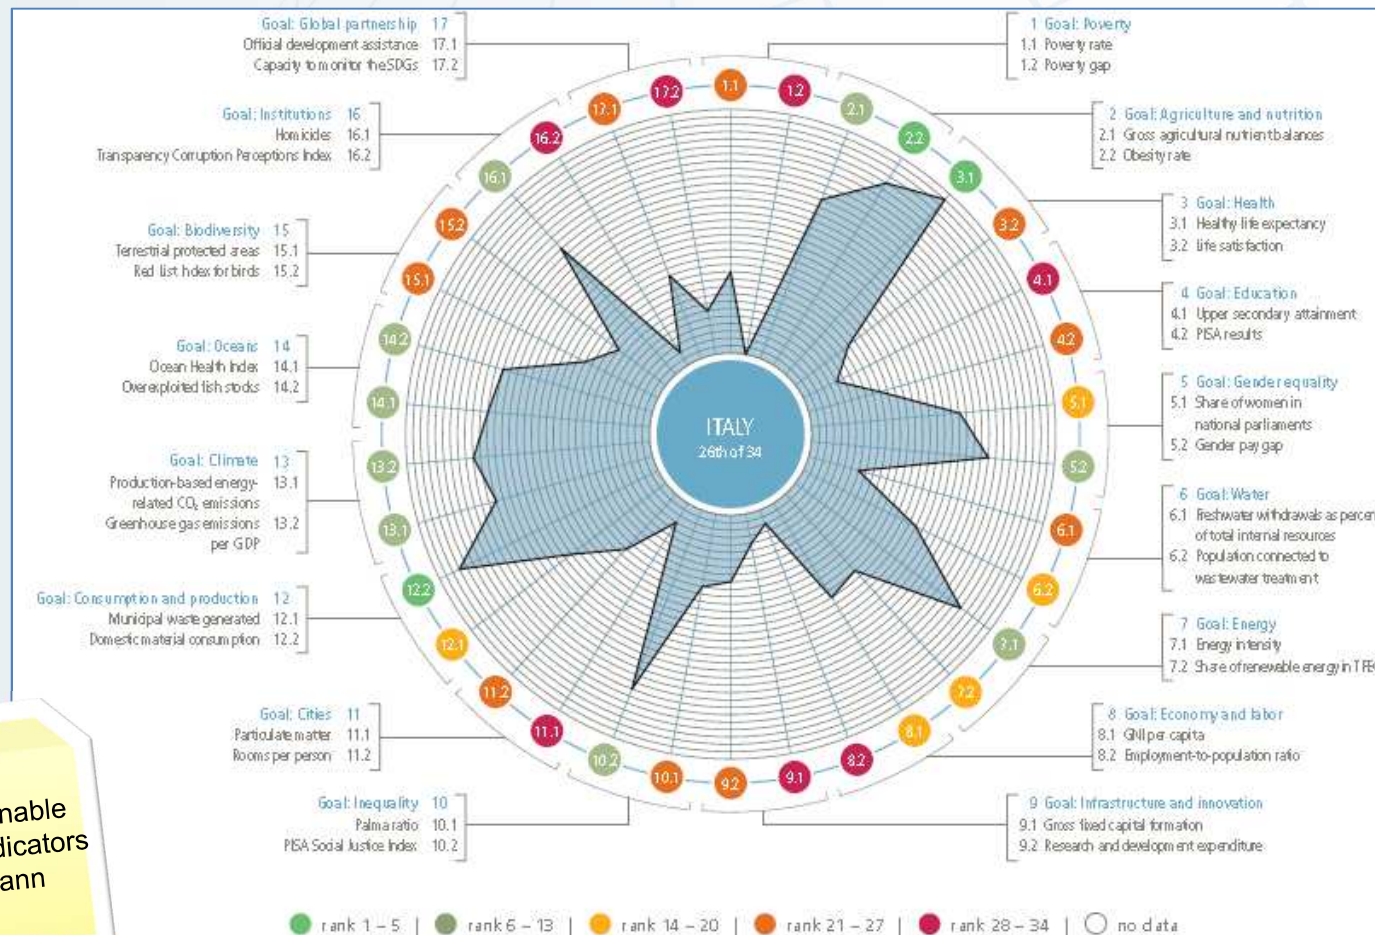 Goal: Global partnership 17
Official development assistance 17.1
Capacity to monitor the SDGs 17.2
Goal: Institutions 16
Homicides 16.1
Transparency Corruption Perceptions Index 16.2
Goal: Biodiversity 15
Terrestrial protected areas 15.1
Red List Index for birds 15.2
Goal: Oceans 14
Ocean Health Index 14.1
Overexploited fish stocks 14.2
Goal: Climate 13
Production-based energy- 13.1
related CO₂ emissions
Greenhouse gas emissions 13.2
per GDP
Goal: Consumption and production 12
Municipal waste generated 12.1
Domestic material consumption 12.2
Goal: Cities 11
Particulate matter 11.1
Rooms per person 11.2
Goal: Inequality 10
Palma ratio 10.1
PISA Social Justice Index 10.2
1 Goal: Poverty
1.1 Poverty rate
1.2 Poverty gap
2 Goal: Agriculture and nutrition
2.1 Gross agricultural nutrient balances
2.2 Obesity rate
3 Goal: Health
3.1 Healthy life expectancy
3.2 Life satisfaction
4 Goal: Education
4.1 Upper secondary attainment
4.2 PISA results
5 Goal: Gender equality
5.1 Share of women in
national parliaments
5.2 Gender pay gap
6 Goal: Water
6.1 Freshwater withdrawals as percen
of total internal resources
6.2 Population connected to
wastewater treatment
7 Goal: Energy
7.1 Energy intensity
7.2 Share of renewable energy in TFE
8 Goal: Economy and labor
8.1 GNI per capita
8.2 Employment-to-population ratio
9 Goal: Infrastructure and innovation
9.1 Gross fixed capital formation
9.2 Research and development expenditure
1.1
1.2
2.1
2.2
3.1
3.2
4.1
4.2
5.1
5.2
6.1
6.2
7.1
7.2
8.1
8.2
9.1
9.2
10.1
10.2
11.1
11.2
12.1
12.2
13.1
13.2
14.1
14.2
15.1
15.2
16.1
16.2
17.1
17.2
ITALY
26th of 34
nable
dicators
ann
rank 1 – 5 | rank 6 – 13 | rank 14 – 20 | rank 21 – 27 | rank 28 – 34 | no data